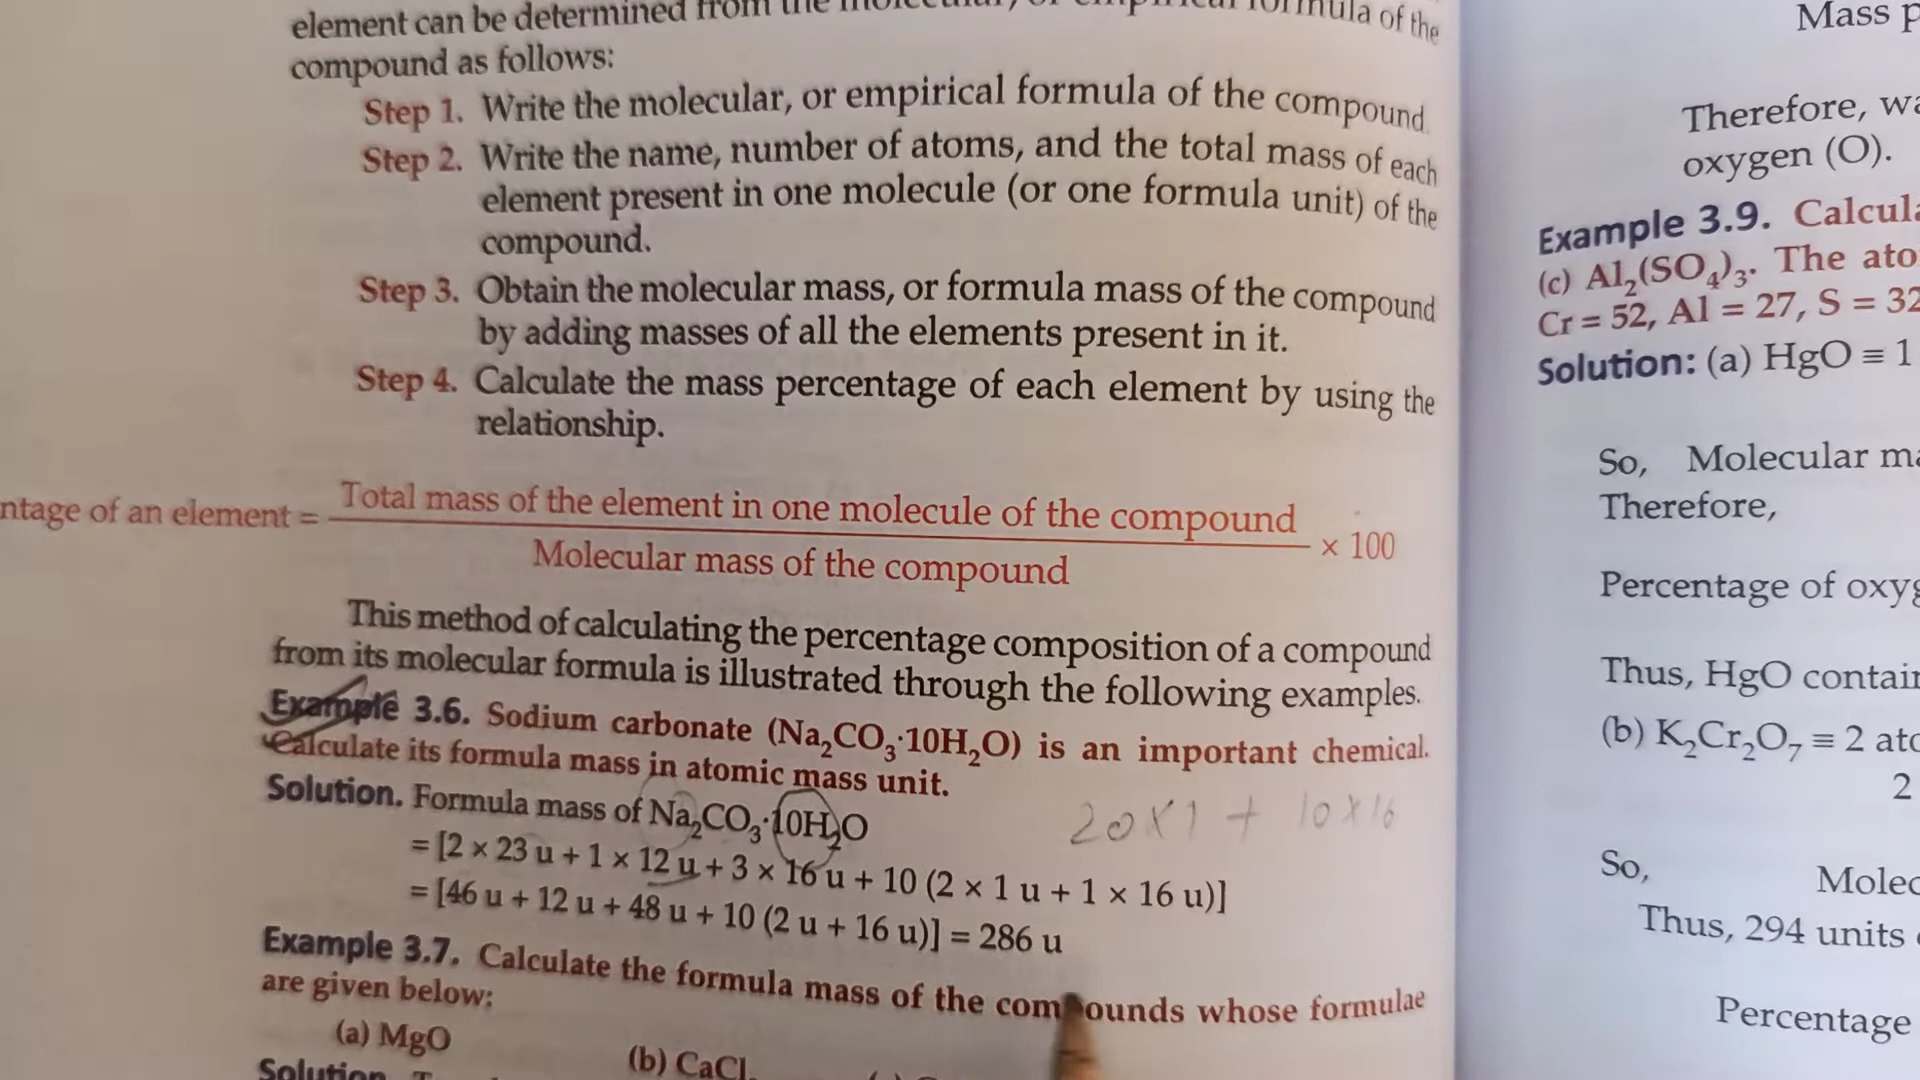 element can be determined from the molecular, or empirical formula of the
compound as follows:
Step 1. Write the molecular, or empirical formula of the compound.
Step 2. Write the name, number of atoms, and the total mass of each
element present in one molecule (or one formula unit) of the
compound.
Step 3. Obtain the molecular mass, or formula mass of the compound
by adding masses of all the elements present in it.
Step 4. Calculate the mass percentage of each element by using the
relationship.
ntage of an element = Total mass of the element in one molecule of the compound / Molecular mass of the compound × 100
This method of calculating the percentage composition of a compound
from its molecular formula is illustrated through the following examples.
Example 3.6. Sodium carbonate (Na₂CO₃·10H₂O) is an important chemical.
Calculate its formula mass in atomic mass unit.
Solution. Formula mass of Na₂CO₃·10H₂O
20×1 + 10×16
= [2 × 23 u + 1 × 12 u + 3 × 16 u + 10 (2 × 1 u + 1 × 16 u)]
= [46 u + 12 u + 48 u + 10 (2 u + 16 u)] = 286 u
Example 3.7. Calculate the formula mass of the compounds whose formulae
are given below:
(a) MgO (b) CaCl
Solution.
Mass p
Therefore, wa
oxygen (O).
Example 3.9. Calcula
(c) Al₂(SO₄)₃. The ato
Cr = 52, Al = 27, S = 32
Solution: (a) HgO ≡ 1
So, Molecular ma
Therefore,
Percentage of oxyg
Thus, HgO contain
(b) K₂Cr₂O₇ ≡ 2 ato
2
So, Molec
Thus, 294 units
Percentage